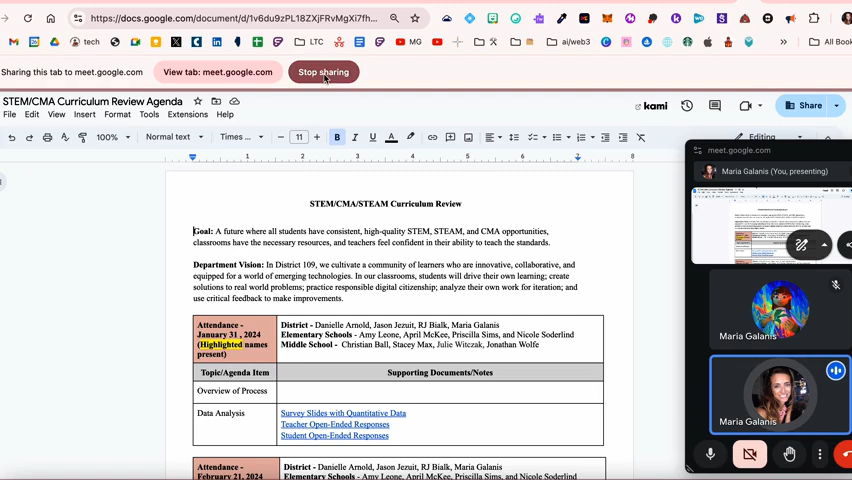 https://docs.google.com/document/d/1v6du9zPL18ZXjFRvMgXi7fh...
tech
LTC
MG
ai/web3
All Book
Sharing this tab to meet.google.com
View tab: meet.google.com
Stop sharing
STEM/CMA Curriculum Review Agenda
File Edit View Insert Format Tools Extensions Help
kami
Share
100%
Normal text
Times ...
11
Editing
1 2 3 4 5 6 7 8
STEM/CMA/STEAM Curriculum Review
Goal: A future where all students have consistent, high-quality STEM, STEAM, and CMA opportunities,
classrooms have the necessary resources, and teachers feel confident in their ability to teach the standards.
Department Vision: In District 109, we cultivate a community of learners who are innovative, collaborative, and
equipped for a world of emerging technologies. In our classrooms, students will drive their own learning; create
solutions to real world problems; practice responsible digital citizenship; analyze their own work for iteration; and
use critical feedback to make improvements.
Attendance -
January 31 , 2024
(Highlighted names
present)
District - Danielle Arnold, Jason Jezuit, RJ Bialk, Maria Galanis
Elementary Schools - Amy Leone, April McKee, Priscilla Sims, and Nicole Soderlind
Middle School - Christian Ball, Stacey Max, Julie Witczak, Jonathan Wolfe
Topic/Agenda Item
Supporting Documents/Notes
Overview of Process
Data Analysis
Survey Slides with Quantitative Data
Teacher Open-Ended Responses
Student Open-Ended Responses
Attendance -
February 21, 2024
District - Danielle Arnold, Jason Jezuit, RJ Bialk, Maria Galanis
Elementary Schools - Amy Leone, April McKee, Priscilla Sims, and Nicole Soderlind
meet.google.com
Maria Galanis (You, presenting)
Maria Galanis
Maria Galanis